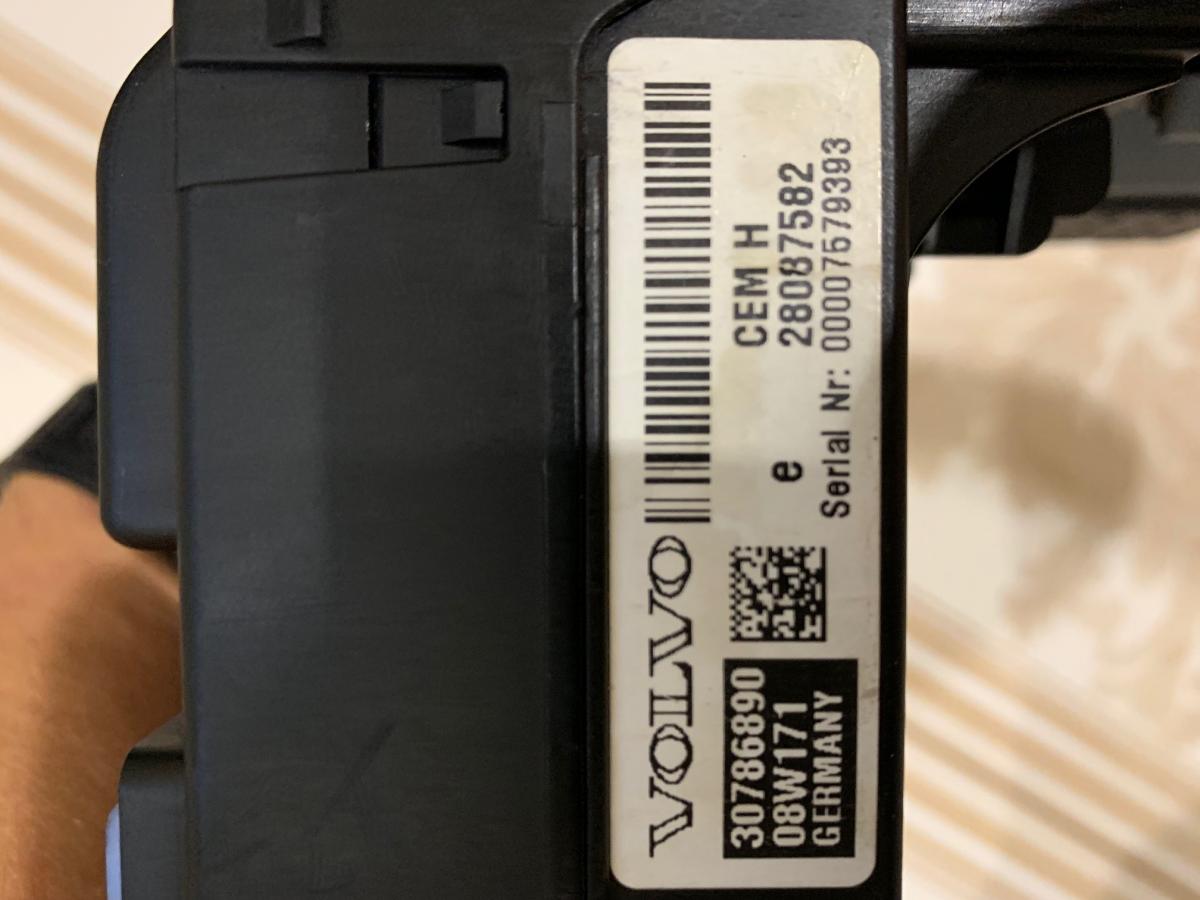 VOLVO
CEM H
28087582
e
Serial Nr: 00007579393
30786890
08W171
GERMANY